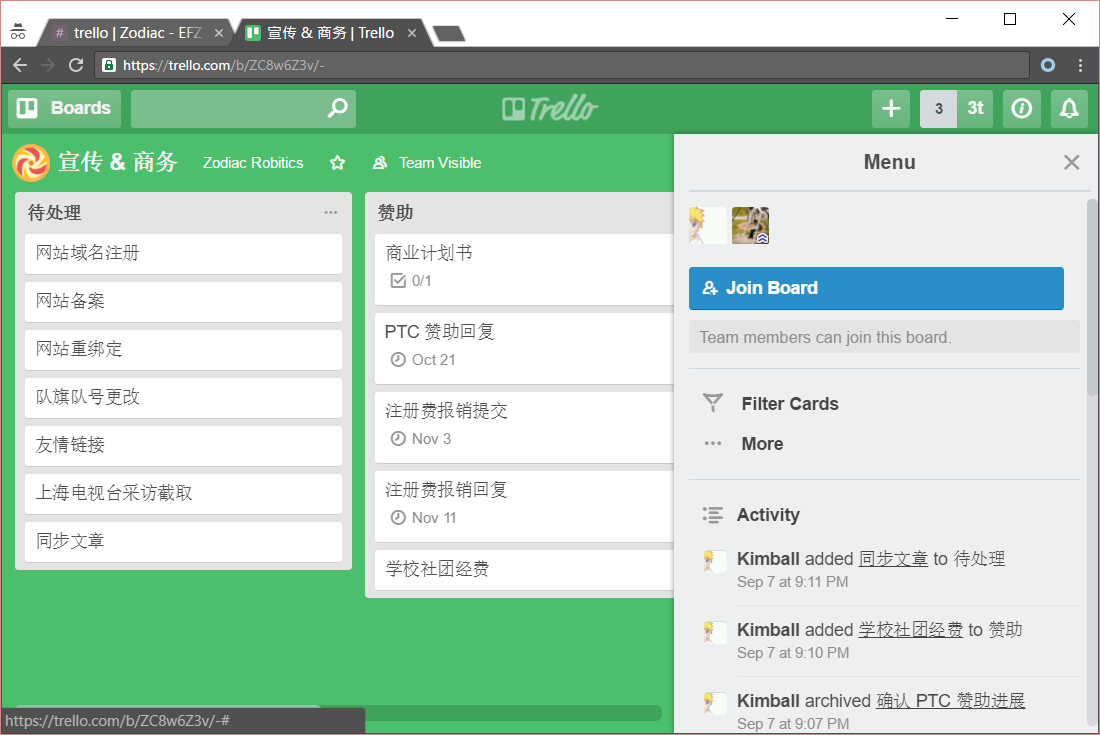 # trello | Zodiac - EFZ
宣传 & 商务 | Trello
https://trello.com/b/ZC8w6Z3v/-
Boards
Trello
3
3t
宣传 & 商务
Zodiac Robitics
Team Visible
待处理
网站域名注册
网站备案
网站重绑定
队旗队号更改
友情链接
上海电视台采访截取
同步文章
赞助
商业计划书
0/1
PTC 赞助回复
Oct 21
注册费报销提交
Nov 3
注册费报销回复
Nov 11
学校社团经费
Menu
Join Board
Team members can join this board.
Filter Cards
More
Activity
Kimball added 同步文章 to 待处理
Sep 7 at 9:11 PM
Kimball added 学校社团经费 to 赞助
Sep 7 at 9:10 PM
Kimball archived 确认 PTC 赞助进展
Sep 7 at 9:07 PM
https://trello.com/b/ZC8w6Z3v/-#